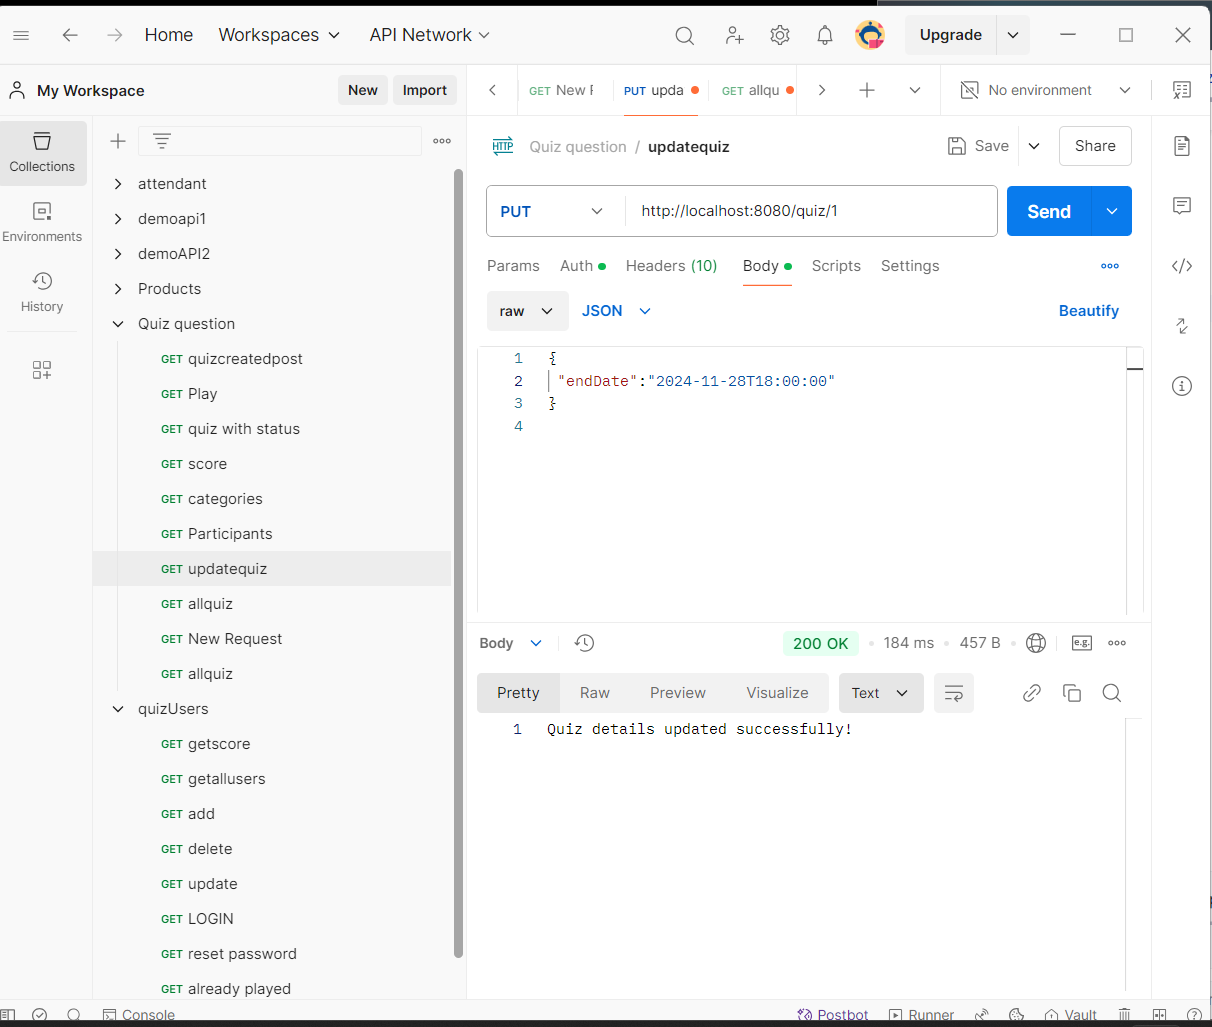 Home Workspaces API Network Upgrade
My Workspace New Import
GET New PUT upda GET allqu No environment
Collections
Environments
History
attendant
demoapi1
demoAPI2
Products
Quiz question
GET quizcreatedpost
GET Play
GET quiz with status
GET score
GET categories
GET Participants
GET updatequiz
GET allquiz
GET New Request
GET allquiz
quizUsers
GET getscore
GET getallusers
GET add
GET delete
GET update
GET LOGIN
GET reset password
GET already played
HTTP Quiz question / updatequiz Save Share
PUT http://localhost:8080/quiz/1 Send
Params Auth Headers (10) Body Scripts Settings
raw JSON Beautify
1 {
2 "endDate":"2024-11-28T18:00:00"
3 }
4
Body 200 OK 184 ms 457 B e.g.
Pretty Raw Preview Visualize Text
1 Quiz details updated successfully!
Console Postbot Runner Vault